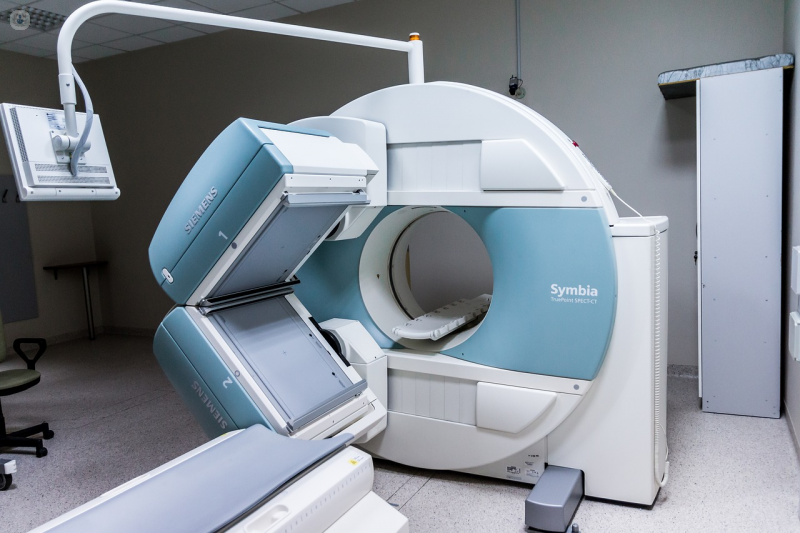 SIEMENS
1
SIEMENS
2
Symbia
TruePoint SPECT·CT